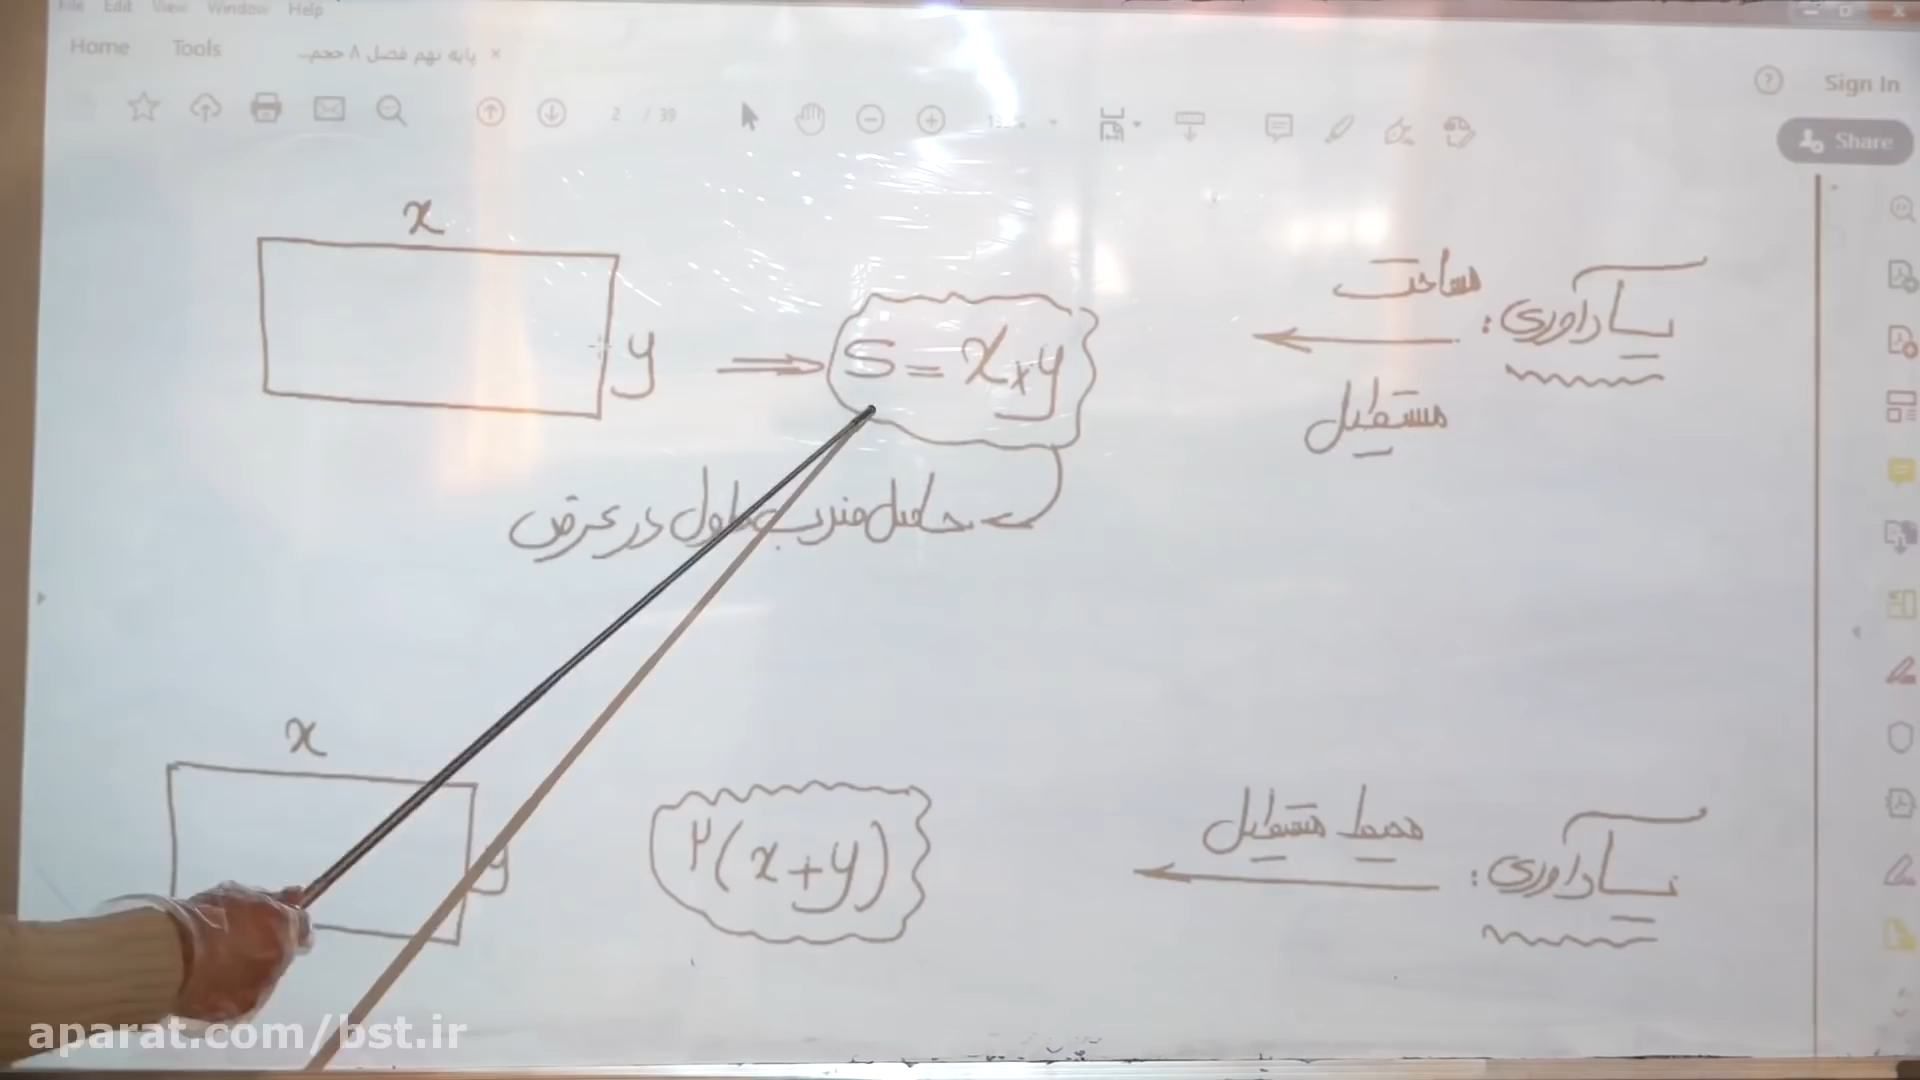 File Edit View Window Help
Home Tools پایه نهم فصل ۸ حجم... ×
Sign In
2 / 39
Share
یادآوری: مساحت مستطیل
x
y
S = x × y
حاصل ضرب طول در عرض
یادآوری: محیط مستطیل
x
y
۲(x+y)
aparat.com/bst.ir